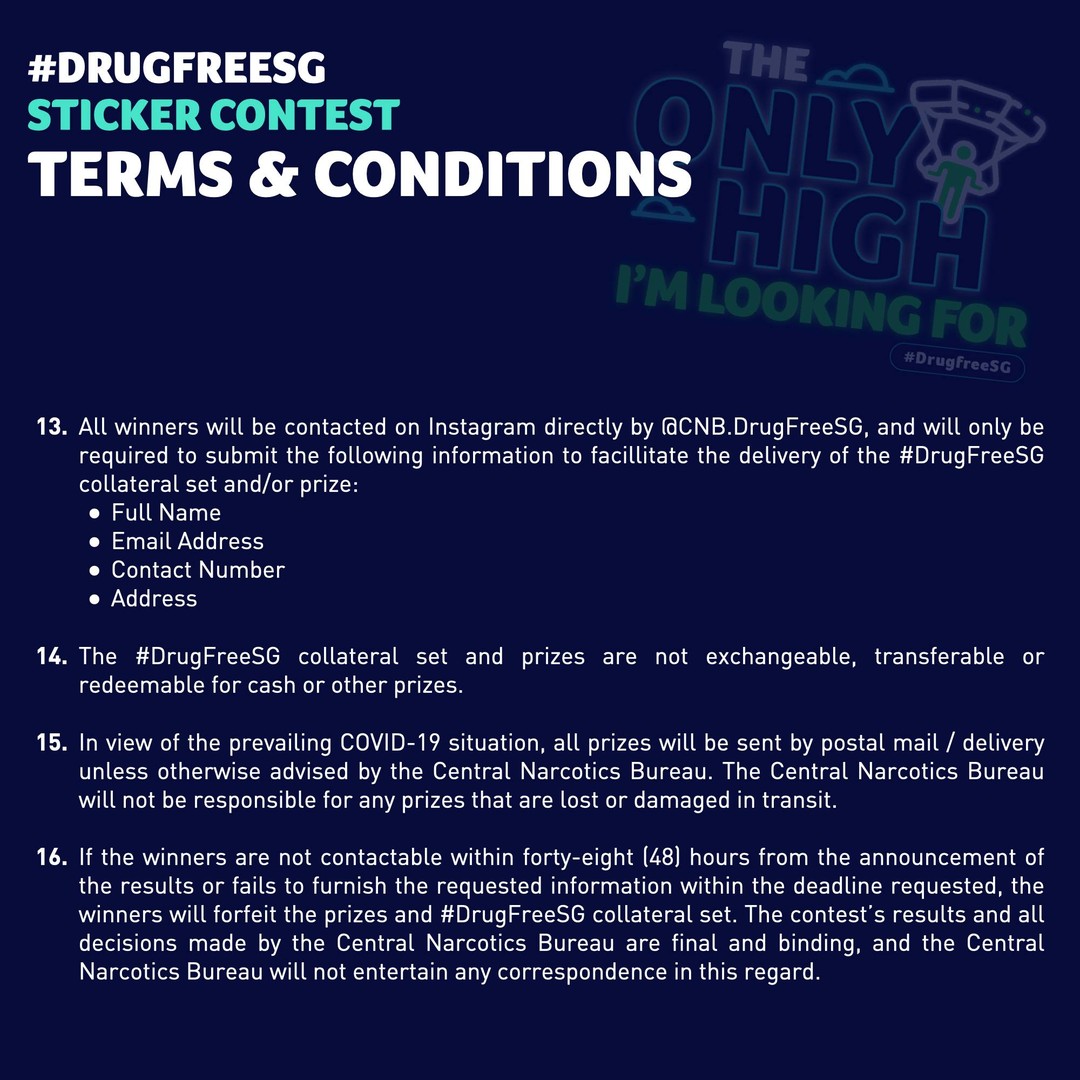 #DRUGFREESG
STICKER CONTEST
TERMS & CONDITIONS
THE
ONLY
HIGH
I'M LOOKING FOR
#DrugfreeSG
13. All winners will be contacted on Instagram directly by @CNB.DrugFreeSG, and will only be
required to submit the following information to facillitate the delivery of the #DrugFreeSG
collateral set and/or prize:
• Full Name
• Email Address
• Contact Number
• Address
14. The #DrugFreeSG collateral set and prizes are not exchangeable, transferable or
redeemable for cash or other prizes.
15. In view of the prevailing COVID-19 situation, all prizes will be sent by postal mail / delivery
unless otherwise advised by the Central Narcotics Bureau. The Central Narcotics Bureau
will not be responsible for any prizes that are lost or damaged in transit.
16. If the winners are not contactable within forty-eight (48) hours from the announcement of
the results or fails to furnish the requested information within the deadline requested, the
winners will forfeit the prizes and #DrugFreeSG collateral set. The contest's results and all
decisions made by the Central Narcotics Bureau are final and binding, and the Central
Narcotics Bureau will not entertain any correspondence in this regard.